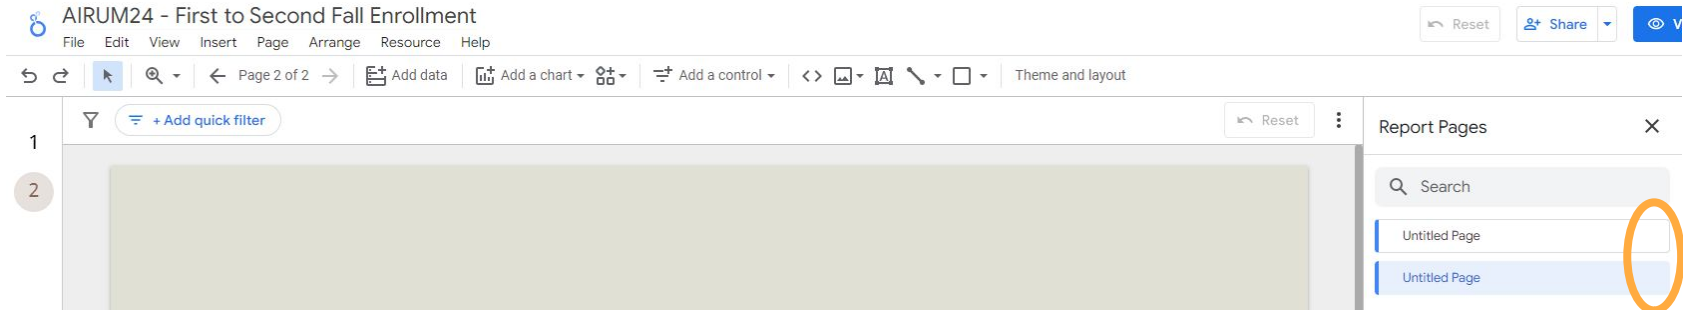 AIRUM24 - First to Second Fall Enrollment
Reset Share V
File Edit View Insert Page Arrange Resource Help
Page 2 of 2 Add data Add a chart Add a control Theme and layout
+ Add quick filter Reset
Report Pages
1
2
Search
Untitled Page
Untitled Page